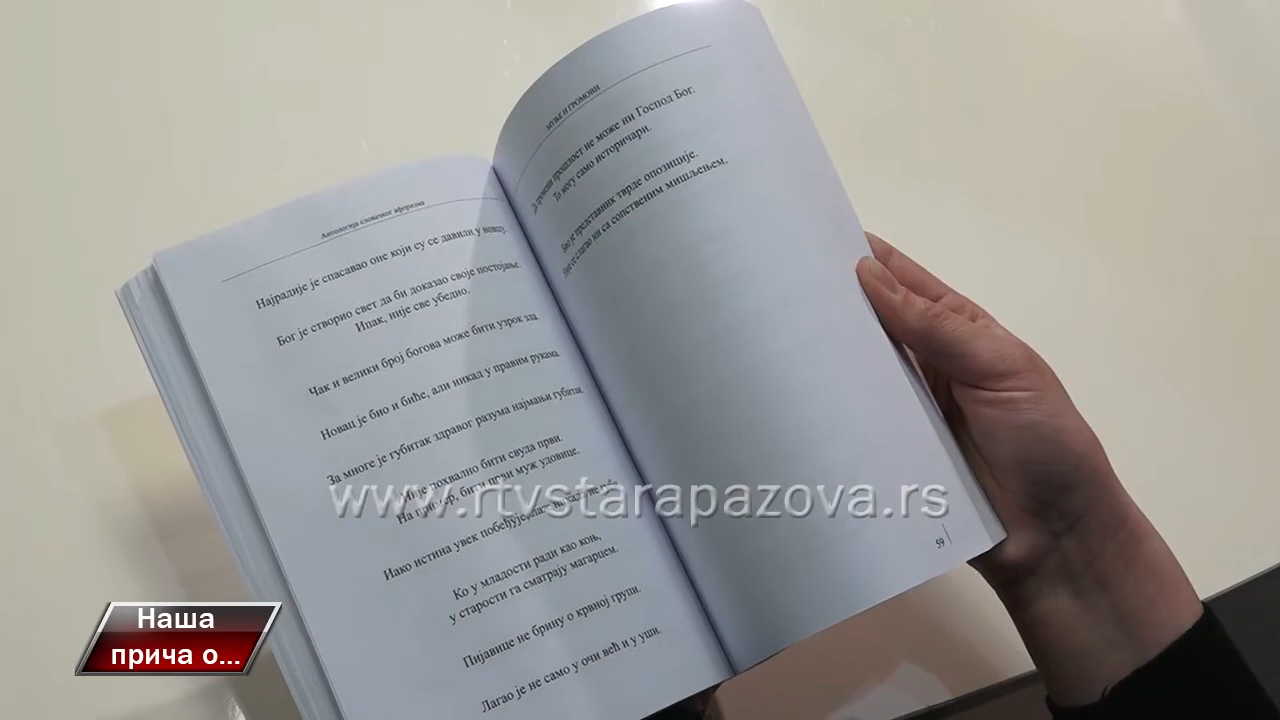 Антологија словачког афоризма
Најрадије је спасавао оне који су се давили у новцу.
Бог је створио свет да би доказао своје постојање.
Ипак, није све убедио.
Чак и велики број богова може бити узрок зла.
Новац је био и биће, али никад у правим рукама.
За многе је губитак здравог разума најмањи губитак.
Није похвално бити свуда први.
На пример, бити први муж удовице.
Иако истина увек побеђује,
Ко у младости ради као коњ,
у старости га сматрају магарцем.
Пијавице не брину о крвној групи.
Лагао је не само у очи већ и у уши.
МУЊЕ И ГРОМОВИ
Да промени прошлост не може ни Господ Бог.
То могу само историчари.
Био је представник тврде опозиције.
Није се слагао ни са сопственим мишљењем.
59
www.rtvstarapazova.rs
Наша
прича о...